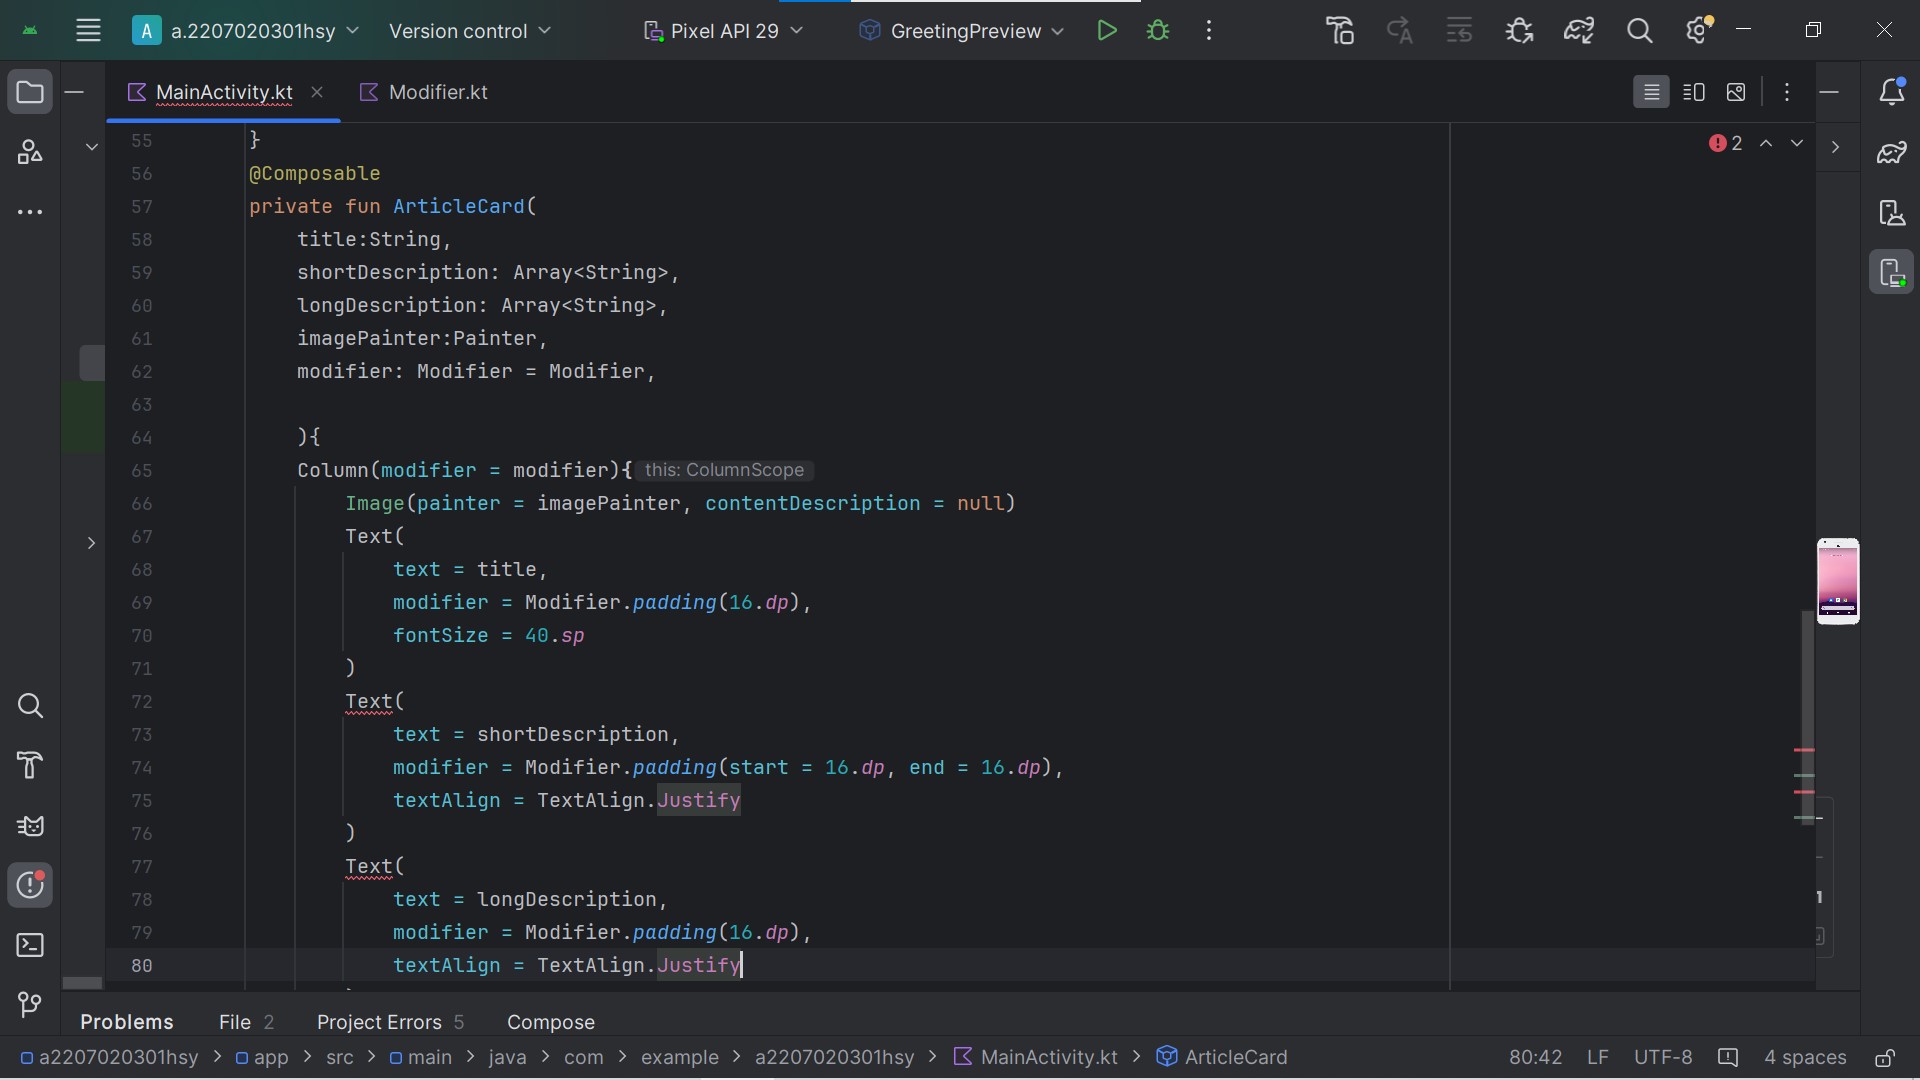 A a.2207020301hsy Version control Pixel API 29 GreetingPreview
MainActivity.kt Modifier.kt
55 }
2
56 @Composable
57 private fun ArticleCard(
58 title:String,
59 shortDescription: Array<String>,
60 longDescription: Array<String>,
61 imagePainter:Painter,
62 modifier: Modifier = Modifier,
63
64 ){
65 Column(modifier = modifier){ this: ColumnScope
66 Image(painter = imagePainter, contentDescription = null)
67 Text(
68 text = title,
69 modifier = Modifier.padding(16.dp),
70 fontSize = 40.sp
71 )
72 Text(
73 text = shortDescription,
74 modifier = Modifier.padding(start = 16.dp, end = 16.dp),
75 textAlign = TextAlign.Justify
76 )
77 Text(
78 text = longDescription,
79 modifier = Modifier.padding(16.dp),
80 textAlign = TextAlign.Justify
Problems File 2 Project Errors 5 Compose
a2207020301hsy > app > src > main > java > com > example > a2207020301hsy > MainActivity.kt > ArticleCard 80:42 LF UTF-8 4 spaces